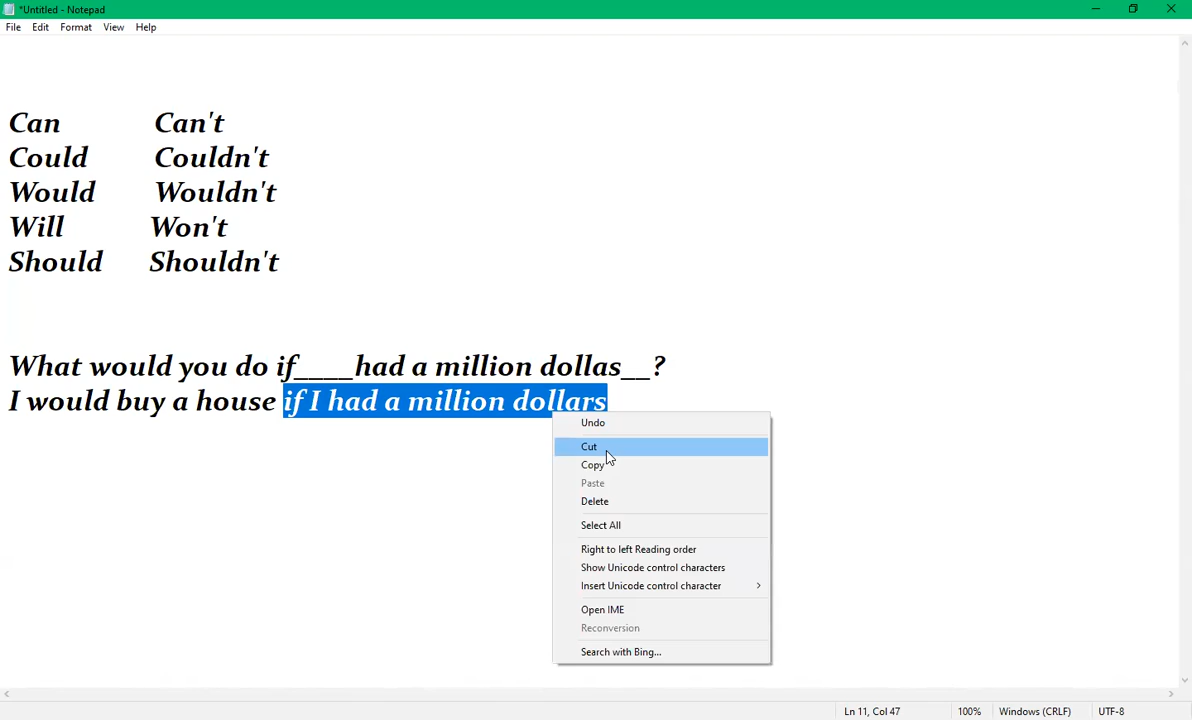 *Untitled - Notepad
File Edit Format View Help
Can Can't
Could Couldn't
Would Wouldn't
Will Won't
Should Shouldn't
What would you do if____had a million dollas__?
I would buy a house if I had a million dollars
Undo
Cut
Copy
Paste
Delete
Select All
Right to left Reading order
Show Unicode control characters
Insert Unicode control character
Open IME
Reconversion
Search with Bing...
Ln 11, Col 47 100% Windows (CRLF) UTF-8